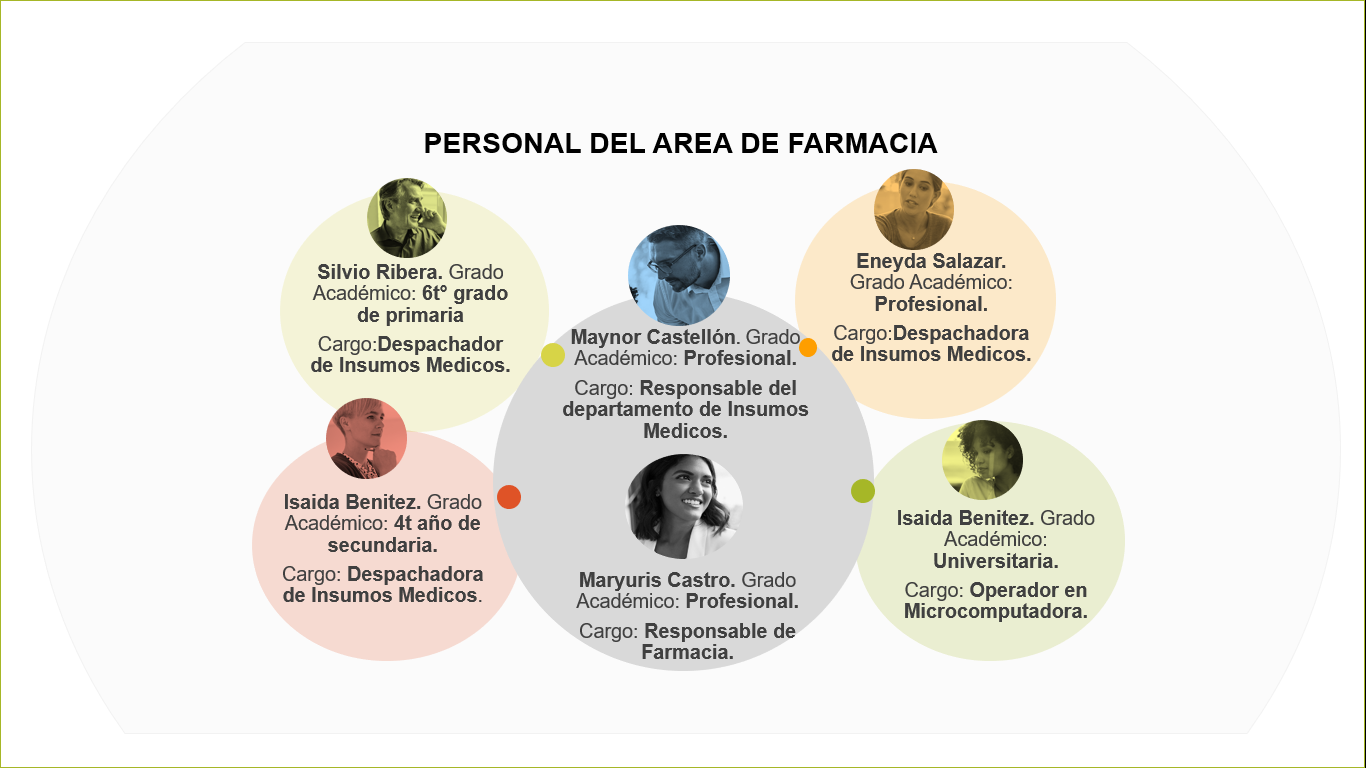 PERSONAL DEL AREA DE FARMACIA
Silvio Ribera. Grado
Académico: 6t° grado
de primaria
Cargo:Despachador
de Insumos Medicos.
Maynor Castellón. Grado
Académico: Profesional.
Cargo: Responsable del
departamento de Insumos
Medicos.
Eneyda Salazar.
Grado Académico:
Profesional.
Cargo:Despachadora
de Insumos Medicos.
Isaida Benitez. Grado
Académico: 4t año de
secundaria.
Cargo: Despachadora
de Insumos Medicos.
Maryuris Castro. Grado
Académico: Profesional.
Cargo: Responsable de
Farmacia.
Isaida Benitez. Grado
Académico:
Universitaria.
Cargo: Operador en
Microcomputadora.